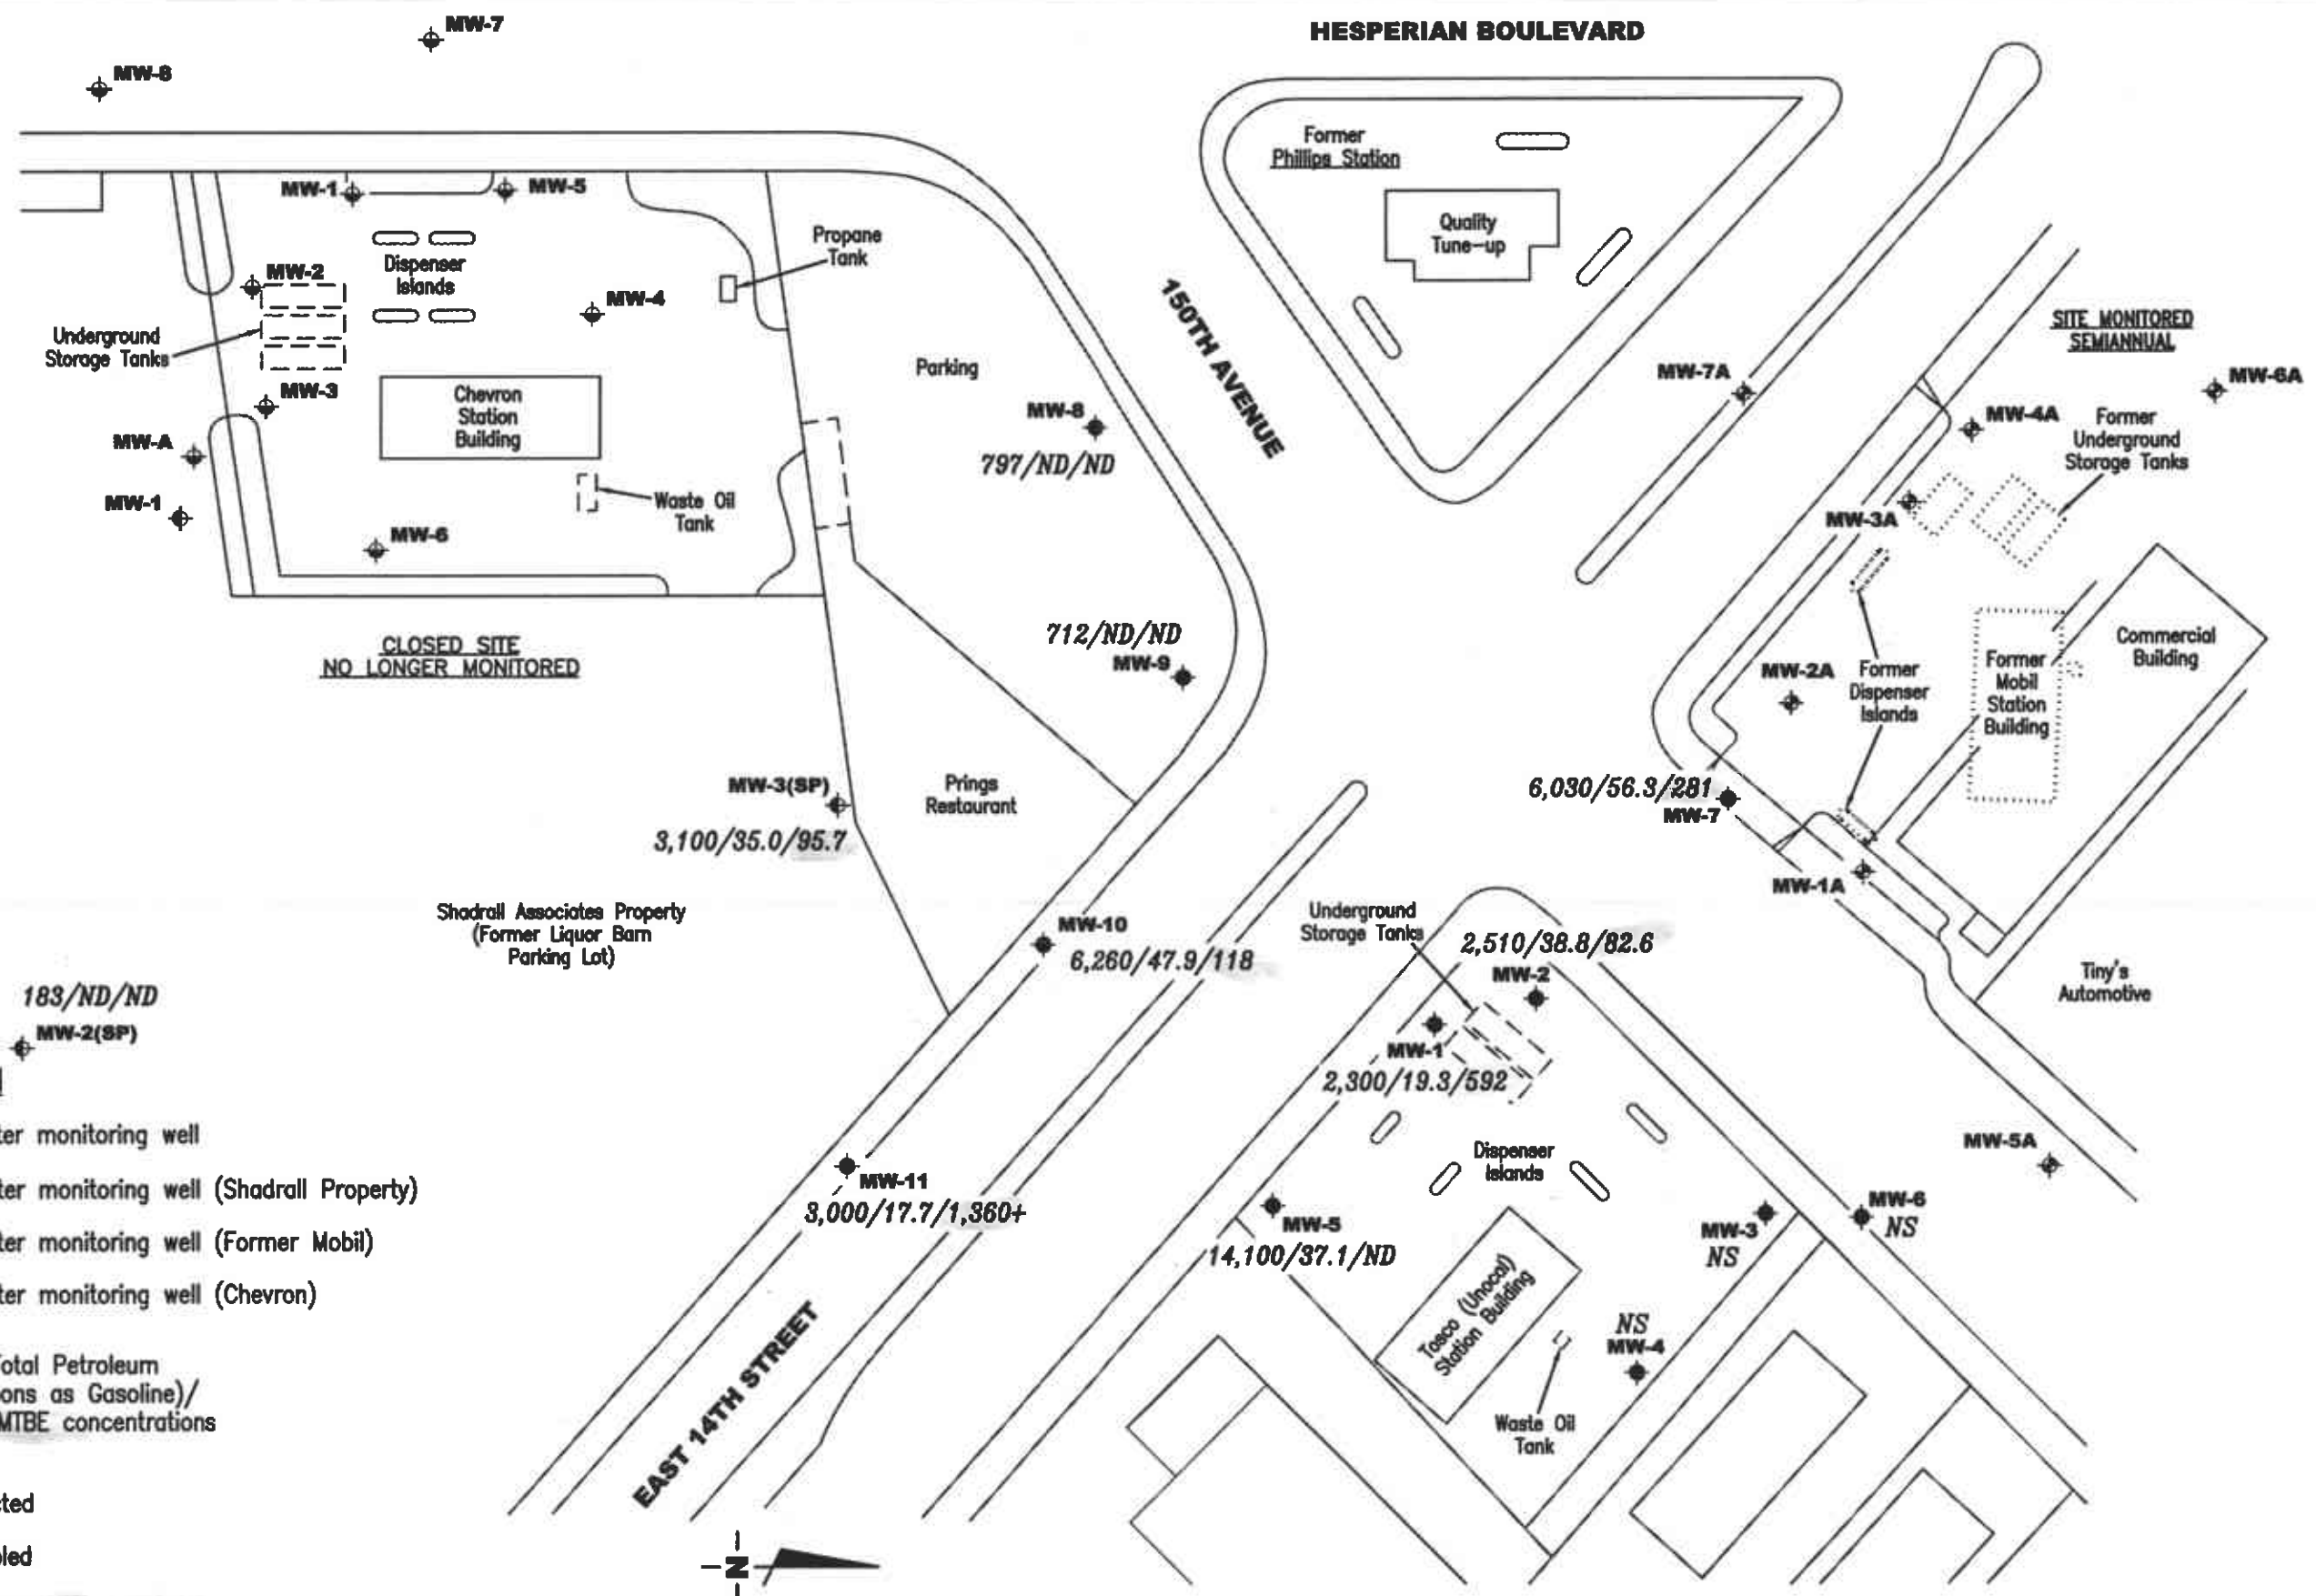 MW-7
HESPERIAN BOULEVARD
MW-8
Former
Phillips Station
MW-1
MW-5
Quality
Tune-up
Propane
Tank
MW-2
Dispenser
Islands
MW-4
150TH AVENUE
Underground
Storage Tanks
SITE MONITORED
SEMIANNUAL
MW-7A
MW-6A
MW-3
Chevron
Station
Building
Parking
MW-8
797/ND/ND
MW-4A
Former
Underground
Storage Tanks
MW-A
MW-1
Waste Oil
Tank
MW-3A
MW-6
CLOSED SITE
NO LONGER MONITORED
712/ND/ND
MW-9
Commercial
Building
MW-2A
Former
Dispenser
Islands
Former
Mobil
Station
Building
MW-3(SP)
3,100/35.0/95.7
Prings
Restaurant
6,030/56.3/281
MW-7
MW-1A
Shadrall Associates Property
(Former Liquor Barn
Parking Lot)
MW-10
6,260/47.9/118
Underground
Storage Tanks
2,510/38.8/82.6
MW-2
Tiny's
Automotive
183/ND/ND
MW-2(SP)
MW-1
2,300/19.3/592
ter monitoring well
ter monitoring well (Shadrall Property)
ter monitoring well (Former Mobil)
ter monitoring well (Chevron)
MW-11
3,000/17.7/1,360+
Dispenser
Islands
MW-5A
MW-5
14,100/37.1/ND
MW-3
NS
MW-6
NS
Tosco (Unocal)
Station Building
NS
MW-4
Waste Oil
Tank
EAST 14TH STREET
Total Petroleum
ons as Gasoline)/
MTBE concentrations
cted
pled
N